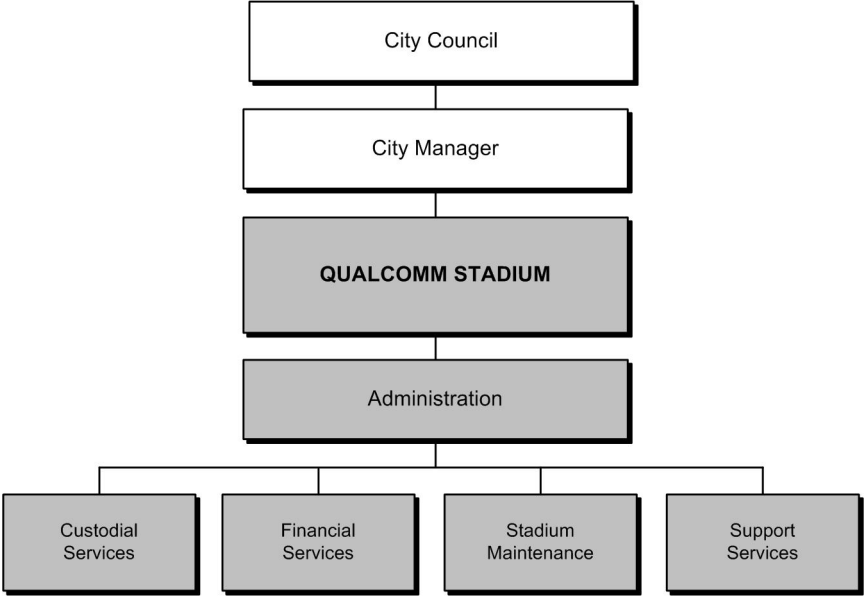 City Council
City Manager
QUALCOMM STADIUM
Administration
Custodial
Services
Financial
Services
Stadium
Maintenance
Support
Services